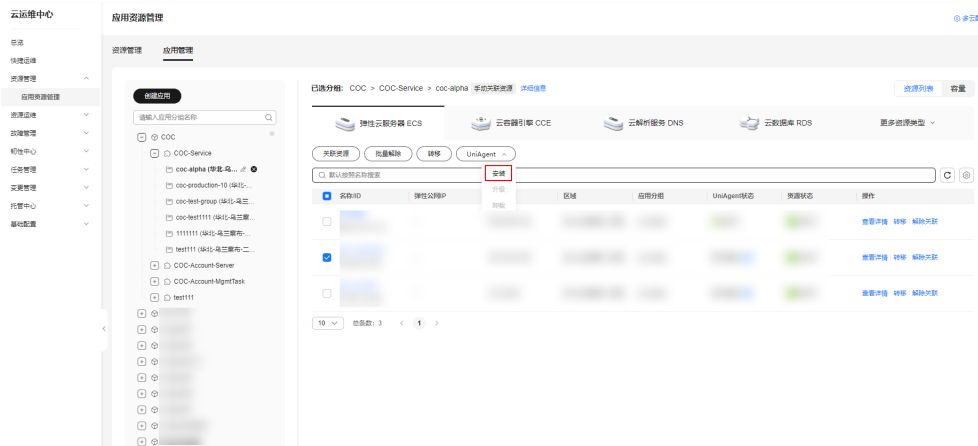 云运维中心
应用资源管理
总览
快捷运维
资源管理
应用资源管理
资源运维
故障管理
韧性中心
任务管理
变更管理
托管中心
基础配置
资源管理 应用管理
创建应用
请输入应用分组名称
COC
COC-Service
coc-alpha (华北-乌...
coc-production-10 (华北-...
coc-test-group (华北-乌兰...
coc-test1111 (华北-乌兰察...
1111111 (华北-乌兰察布-...
test111 (华北-乌兰察布-二...
COC-Account-Server
COC-Account-MgmtTask
test111
已选分组: COC > COC-Service > coc-alpha 手动关联资源 详细信息
资源列表 容量
弹性云服务器 ECS 云容器引擎 CCE 云解析服务 DNS 云数据库 RDS 更多资源类型
关联资源 批量解除 转移 UniAgent
默认按照名称搜索
安装
升级
卸载
名称/ID 弹性公网IP 区域 应用分组 UniAgent状态 资源状态 操作
查看详情 转移 解除关联
查看详情 转移 解除关联
查看详情 转移 解除关联
10 总条数: 3 < 1 >